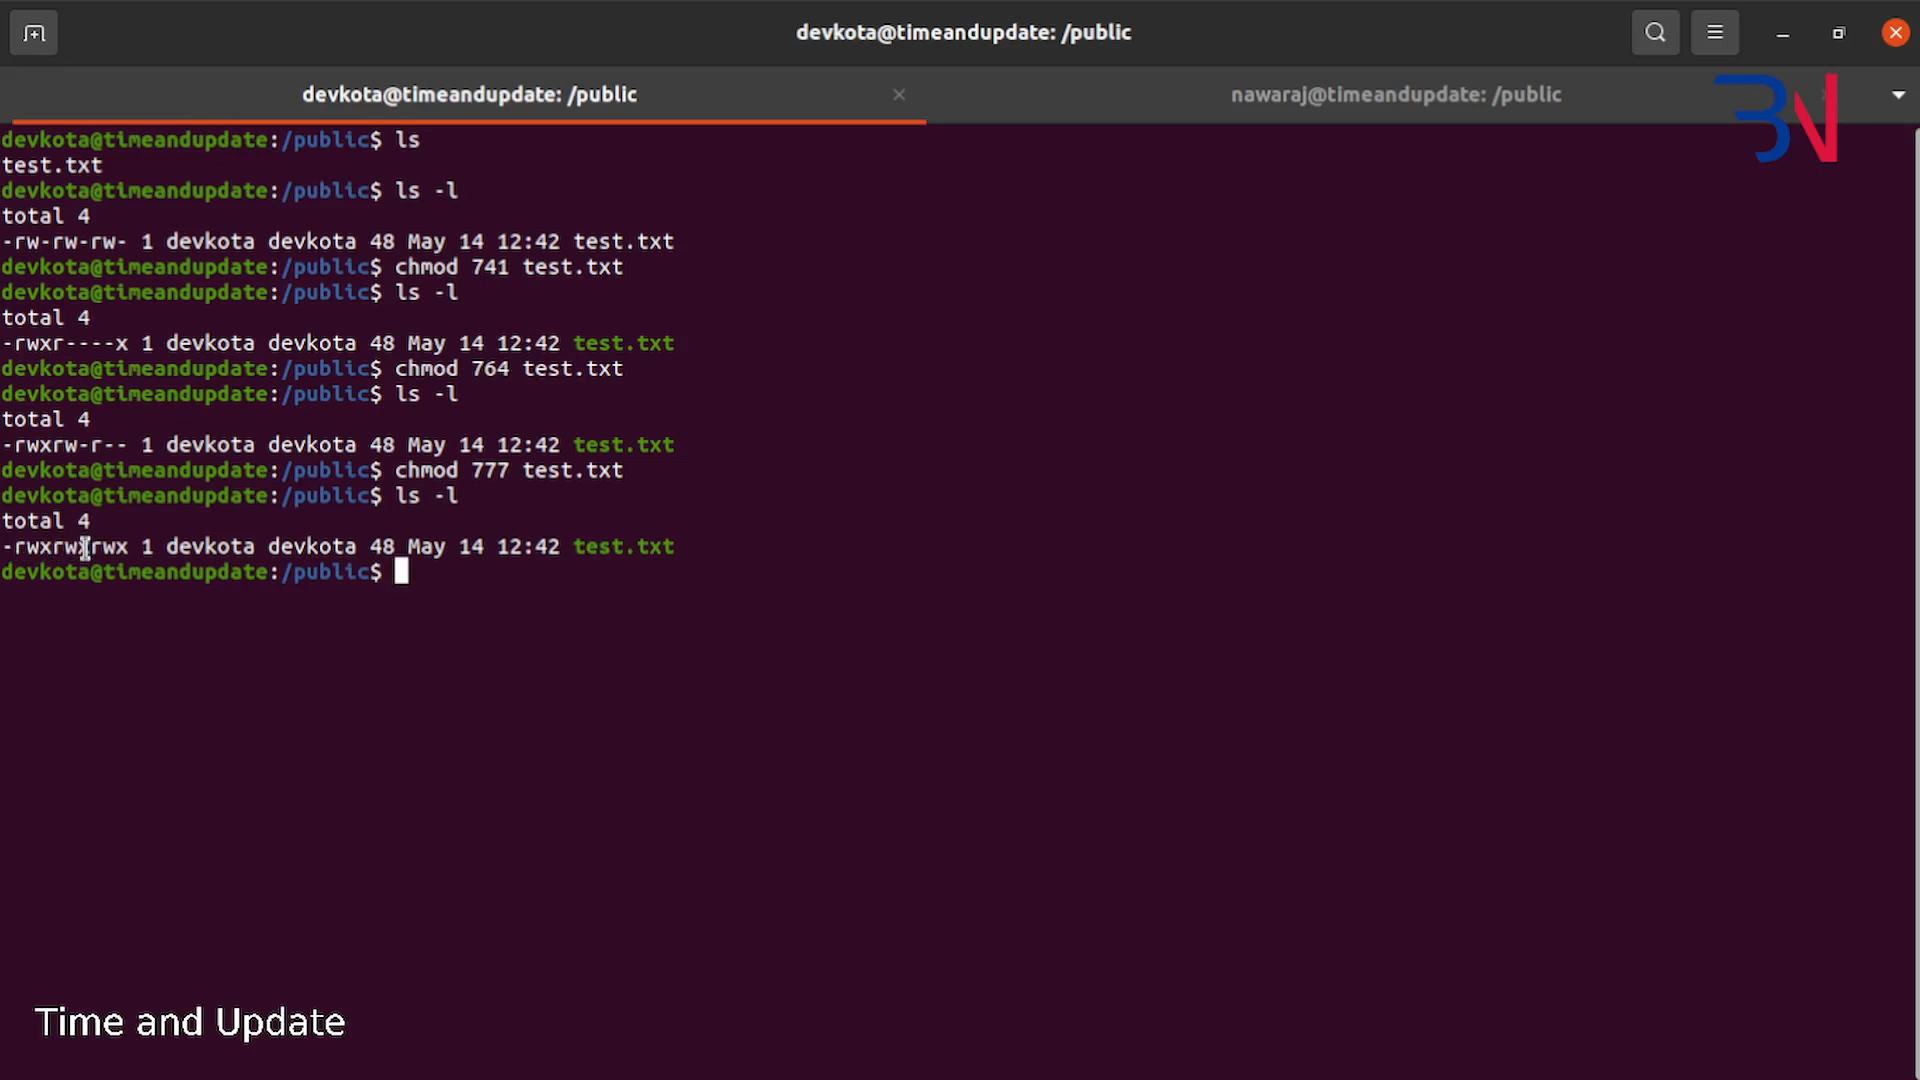 devkota@timeandupdate: /public
devkota@timeandupdate: /public
nawaraj@timeandupdate: /public
BN
devkota@timeandupdate:/public$ ls
test.txt
devkota@timeandupdate:/public$ ls -l
total 4
-rw-rw-rw- 1 devkota devkota 48 May 14 12:42 test.txt
devkota@timeandupdate:/public$ chmod 741 test.txt
devkota@timeandupdate:/public$ ls -l
total 4
-rwxr----x 1 devkota devkota 48 May 14 12:42 test.txt
devkota@timeandupdate:/public$ chmod 764 test.txt
devkota@timeandupdate:/public$ ls -l
total 4
-rwxrw-r-- 1 devkota devkota 48 May 14 12:42 test.txt
devkota@timeandupdate:/public$ chmod 777 test.txt
devkota@timeandupdate:/public$ ls -l
total 4
-rwxrwxrwx 1 devkota devkota 48 May 14 12:42 test.txt
devkota@timeandupdate:/public$
Time and Update